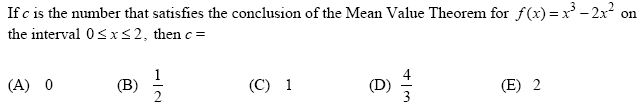 If c is the number that satisfies the conclusion of the Mean Value Theorem for f(x) = x³ – 2x² on
the interval 0 ≤ x ≤ 2, then c =
(A) 0 (B) 1/2 (C) 1 (D) 4/3 (E) 2